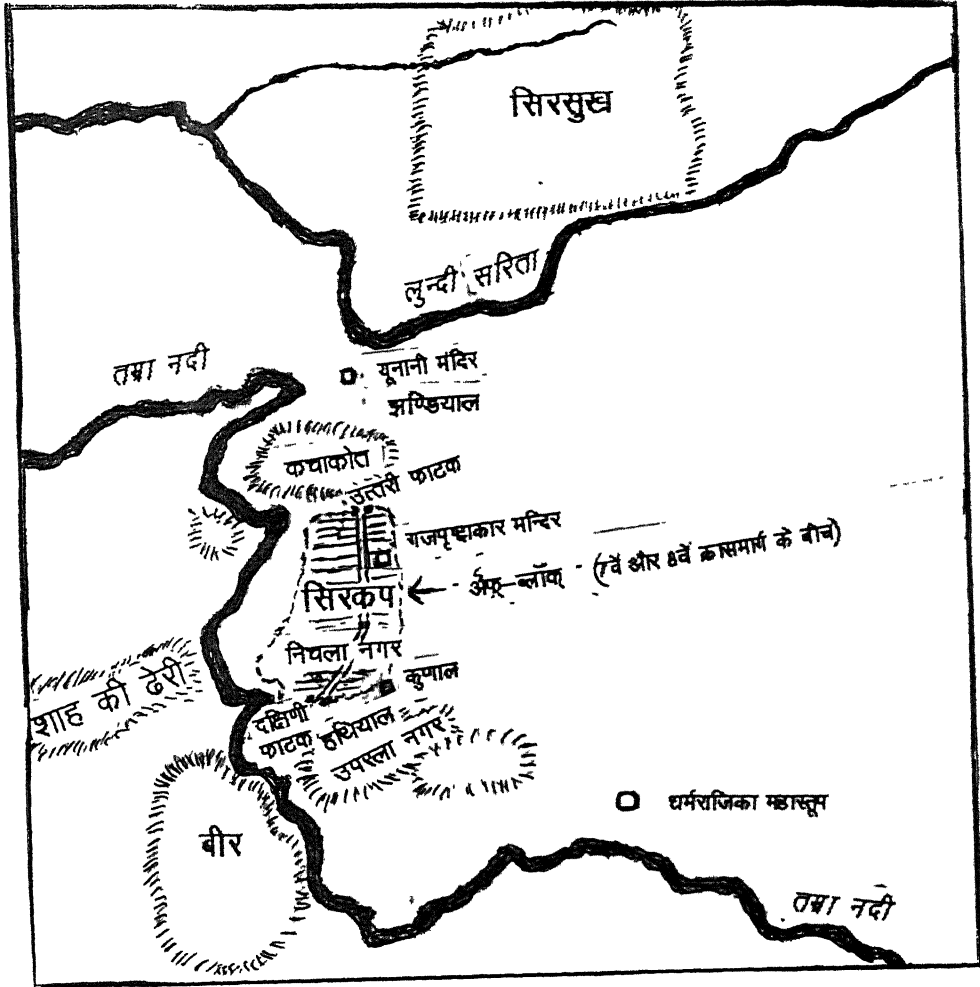 सिरसुख
लुन्दी सरिता
तम्रा नदी
यूनानी मंदिर
झण्डियाल
कचाकोत
उत्तरी फाटक
गजपृष्ठाकार मन्दिर
सिरकप
अॅफ़ ब्लॉक (7वें और 8वें क्रासमार्ग के बीच)
निचला नगर
कुणाल
शाह की ढेरी
दक्षिणी
फाटक
हथियाल
उपरला नगर
धर्मराजिका महास्तूप
बीर
तम्रा नदी